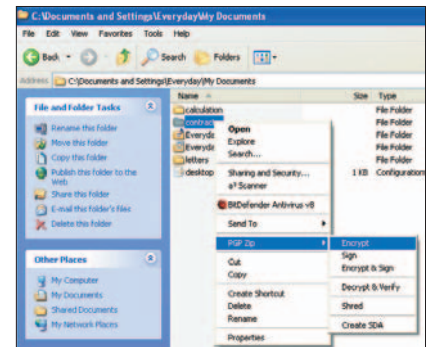 C:\Documents and Settings\Everyday\My Documents
File Edit View Favorites Tools Help
Back Search Folders
Address C:\Documents and Settings\Everyday\My Documents
Name Size Type
File and Folder Tasks
Rename this folder
Move this folder
Copy this folder
Publish this folder to the
Web
Share this folder
E-mail this folder's files
Delete this folder
Other Places
My Computer
My Documents
Shared Documents
My Network Places
calculation File Folder
contrac File Folder
Everyda File Folder
Everyda File Folder
letters File Folder
desktop 1 KB Configuration
Open
Explore
Search...
Sharing and Security...
a² Scanner
BitDefender Antivirus v8
Send To
PGP Zip
Cut
Copy
Create Shortcut
Delete
Rename
Properties
Encrypt
Sign
Encrypt & Sign
Decrypt & Verify
Shred
Create SDA